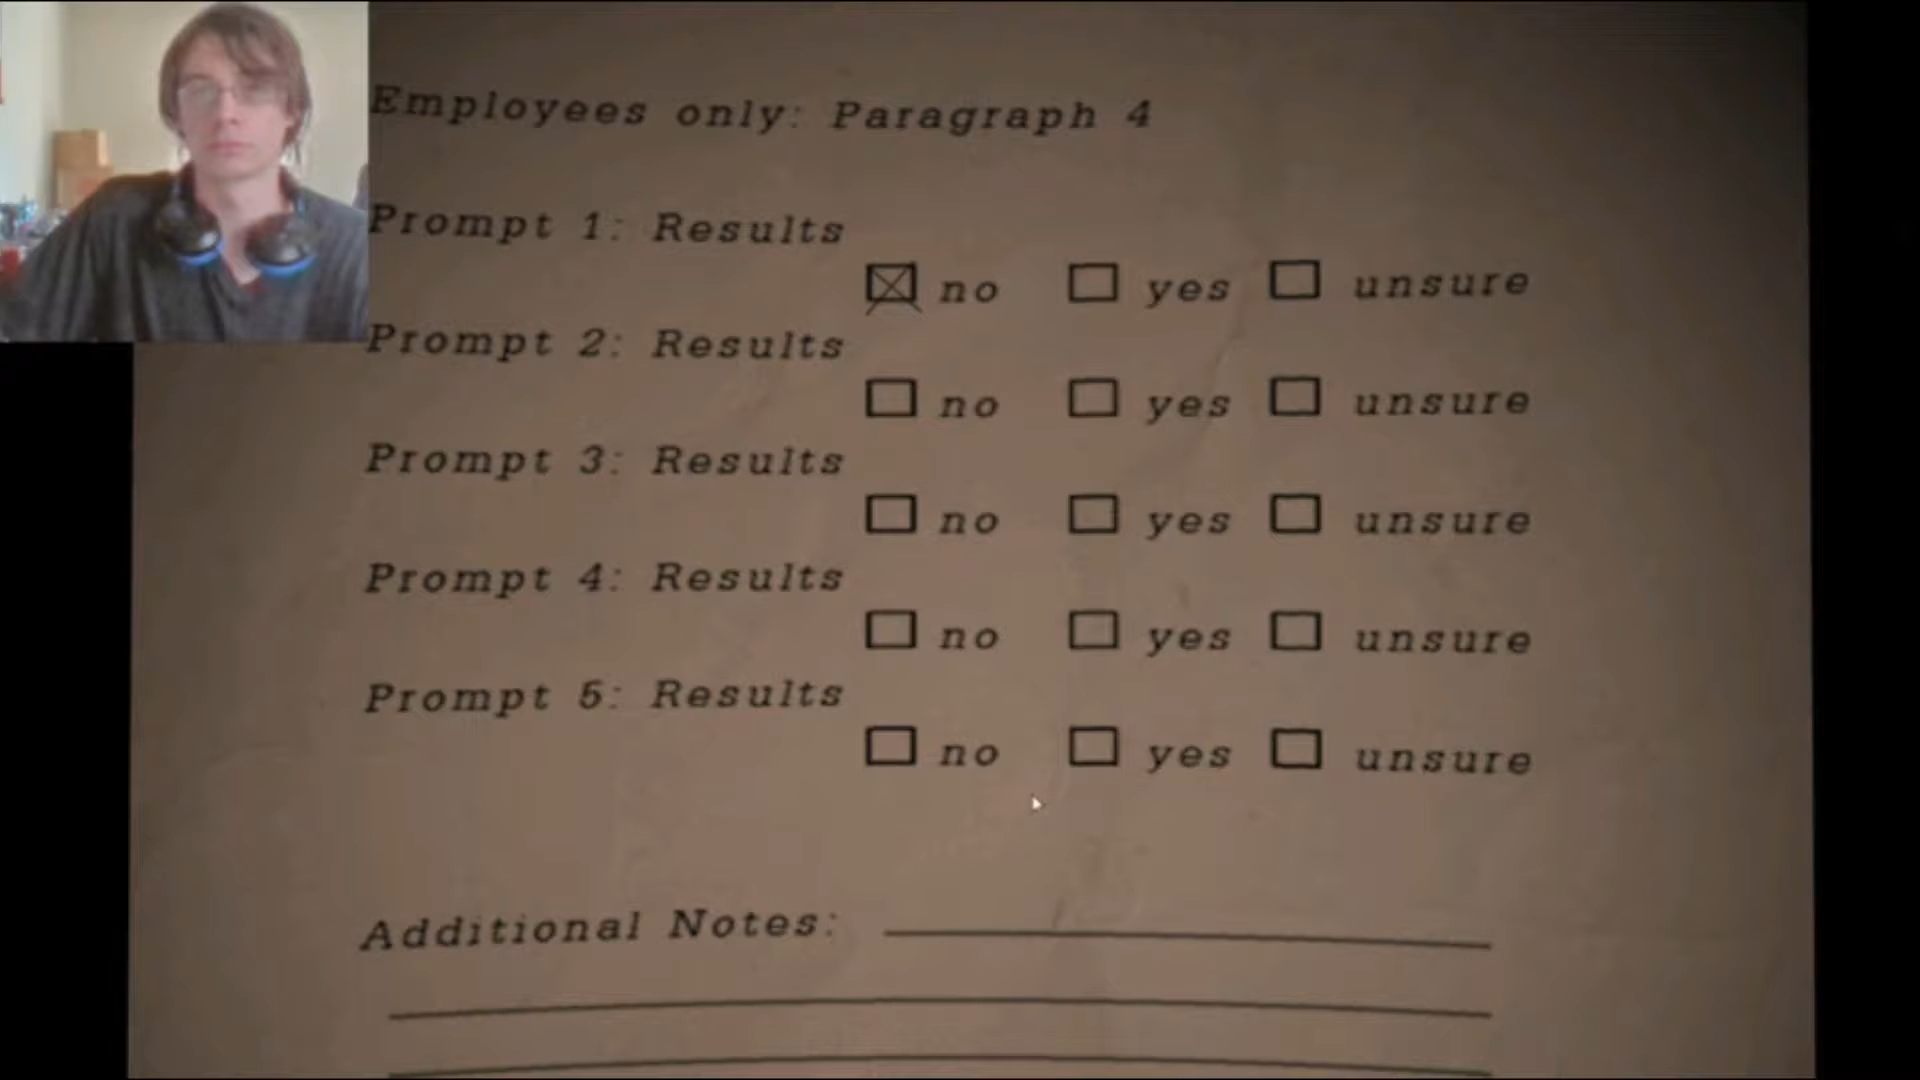 Employees only: Paragraph 4
Prompt 1: Results
no yes unsure
Prompt 2: Results
no yes unsure
Prompt 3: Results
no yes unsure
Prompt 4: Results
no yes unsure
Prompt 5: Results
no yes unsure
Additional Notes: